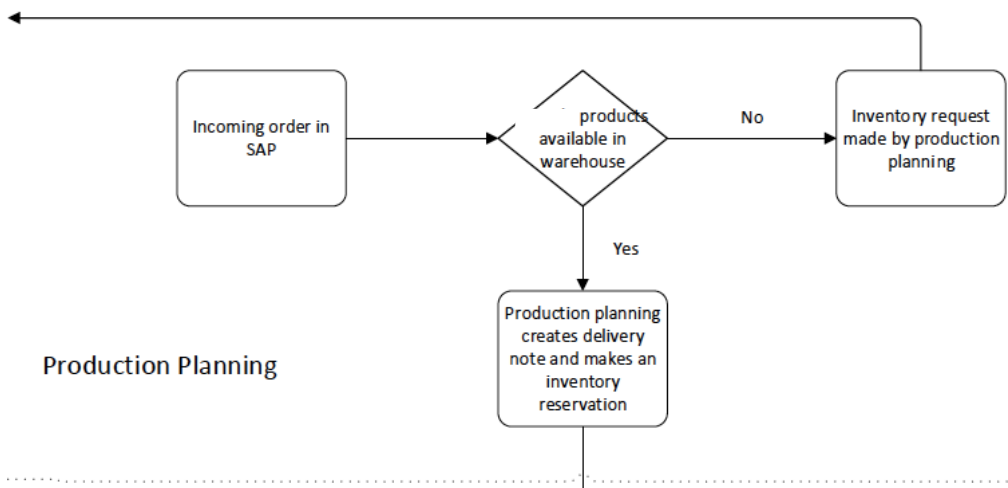 Incoming order in
SAP
products
available in
warehouse
No
Inventory request
made by production
planning
Yes
Production planning
creates delivery
note and makes an
inventory
reservation
Production Planning